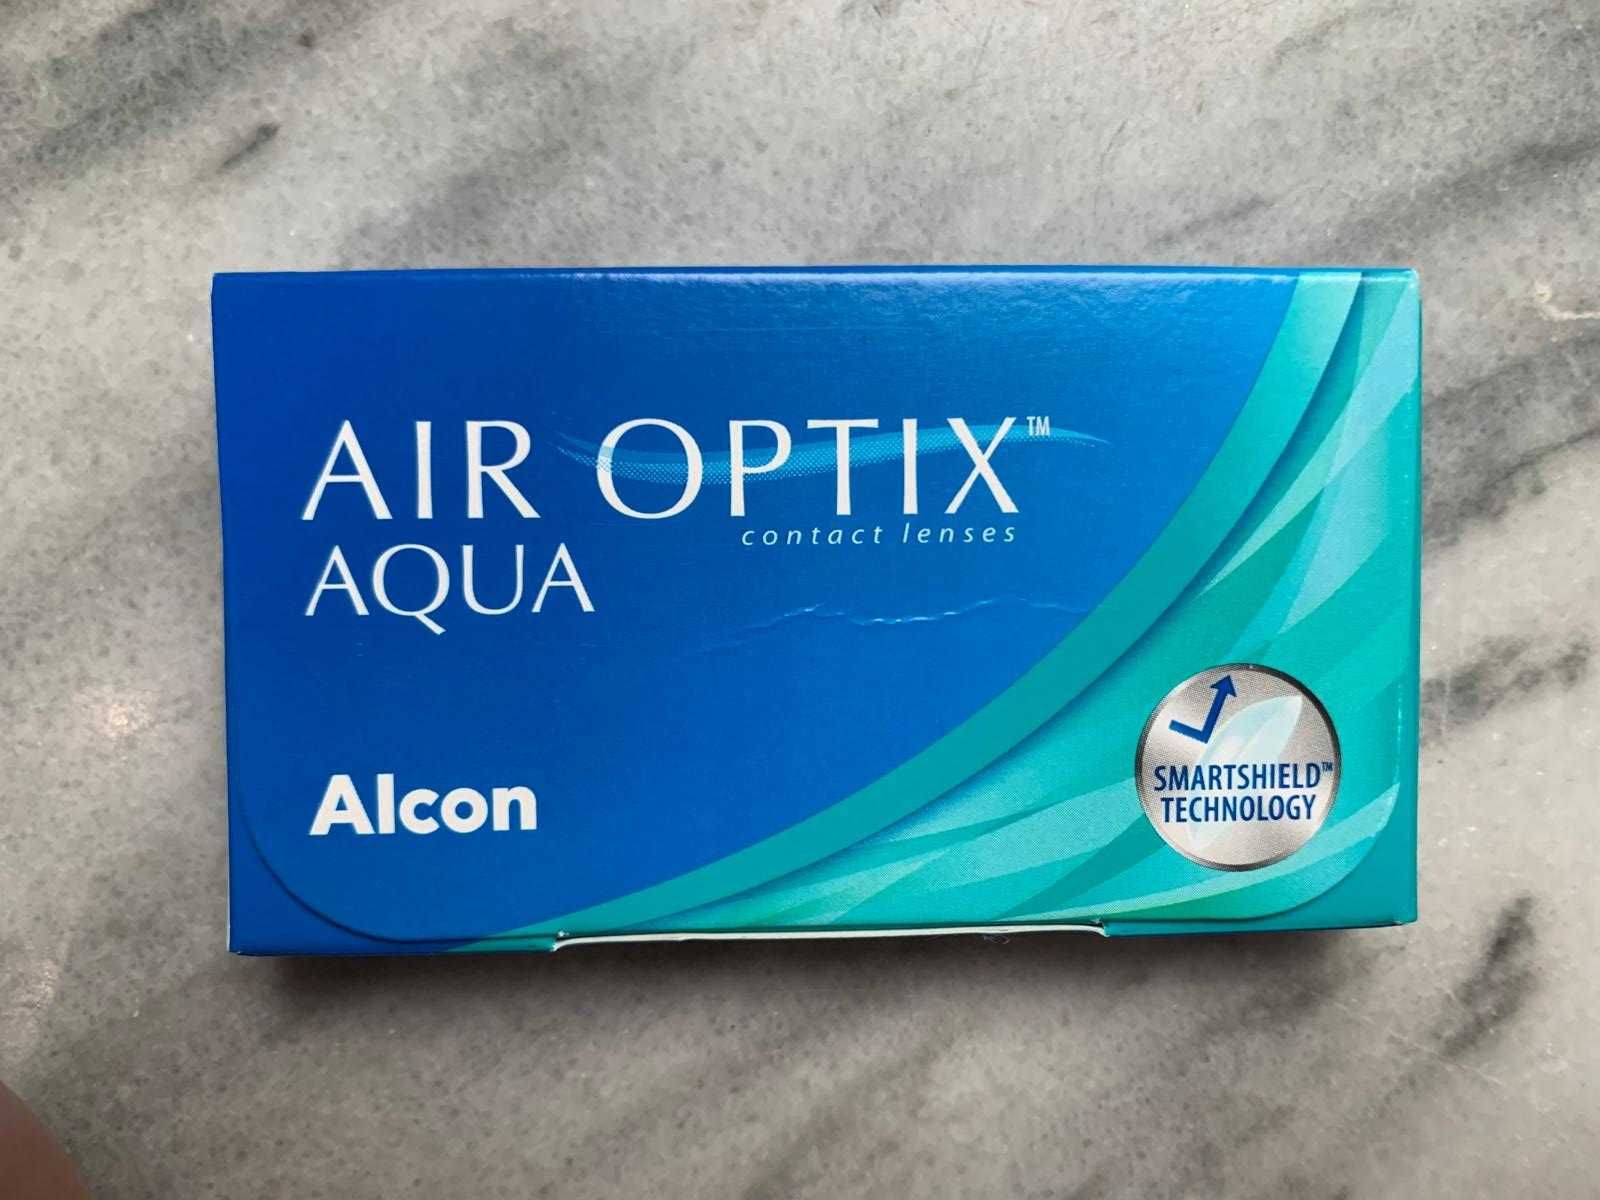 AIR OPTIX™
contact lenses
AQUA
Alcon
SMARTSHIELD™
TECHNOLOGY